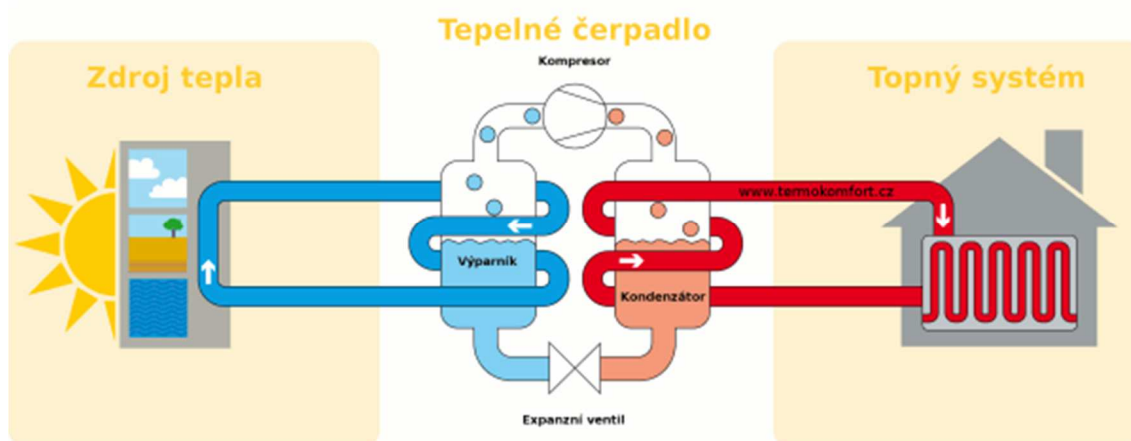 Tepelné čerpadlo
Zdroj tepla
Kompresor
Topný systém
www.termokomfort.cz
Výparník
Kondenzátor
Expanzní ventil